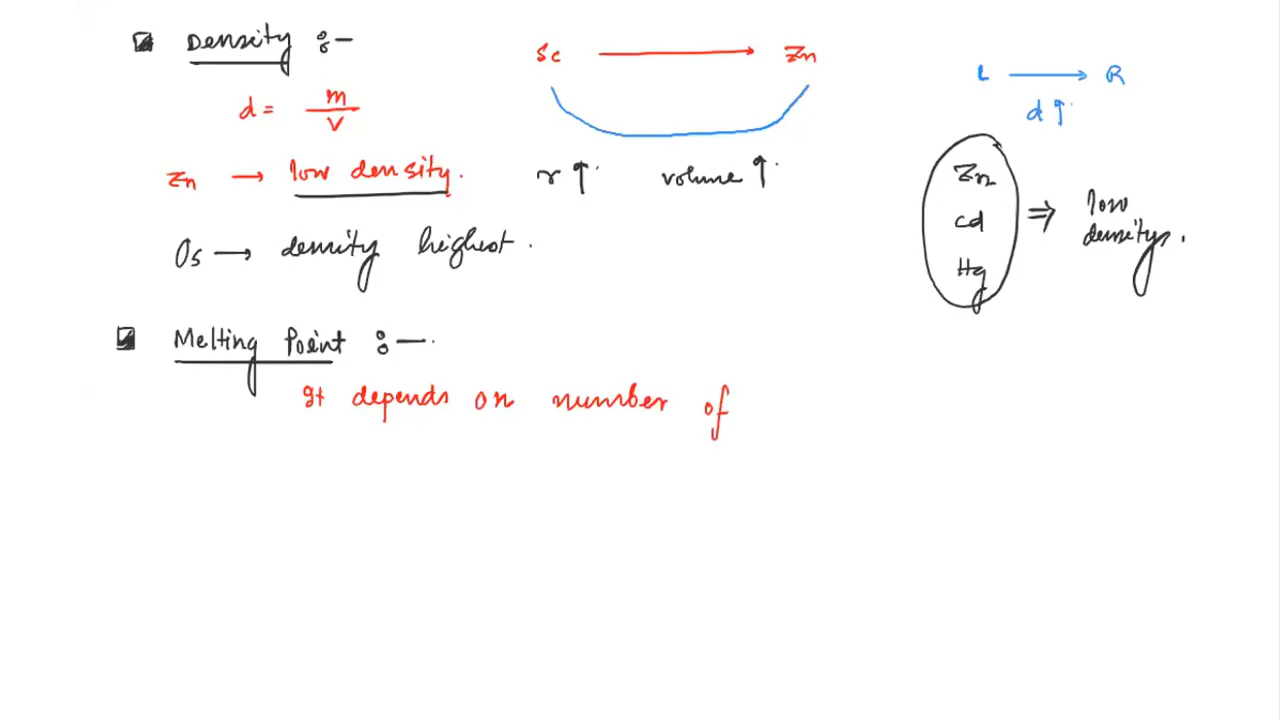 Density :-
Sc → Zn
L → R
d = m/v
d ↑
Zn → low density.
r ↑ volume ↑
Zn
Cd
Hg
⇒ low
density.
Os → density highest.
Melting Point :-
It depends on number of